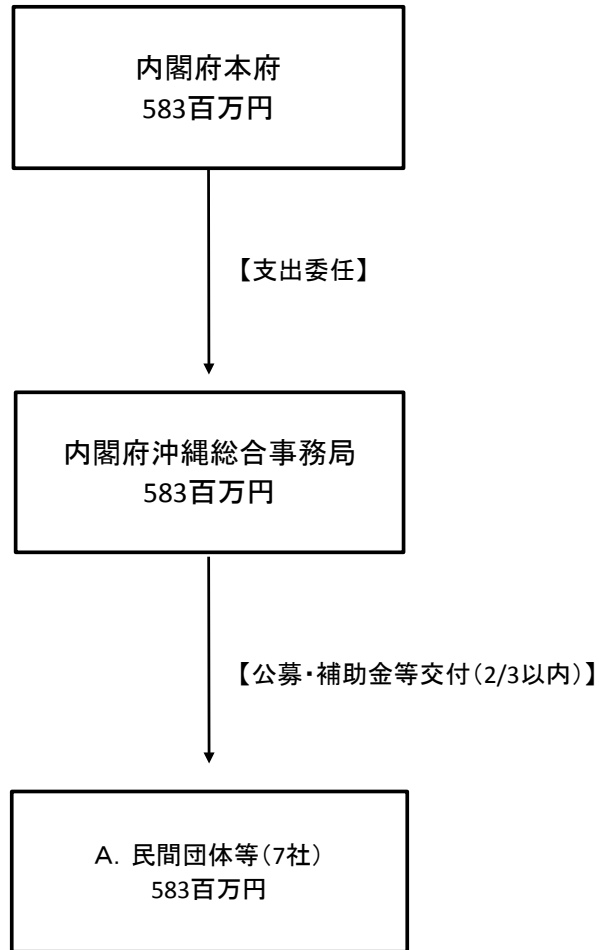 内閣府本府
583百万円
【支出委任】
内閣府沖縄総合事務局
583百万円
【公募・補助金等交付（2/3以内）】
A. 民間団体等（7社）
583百万円